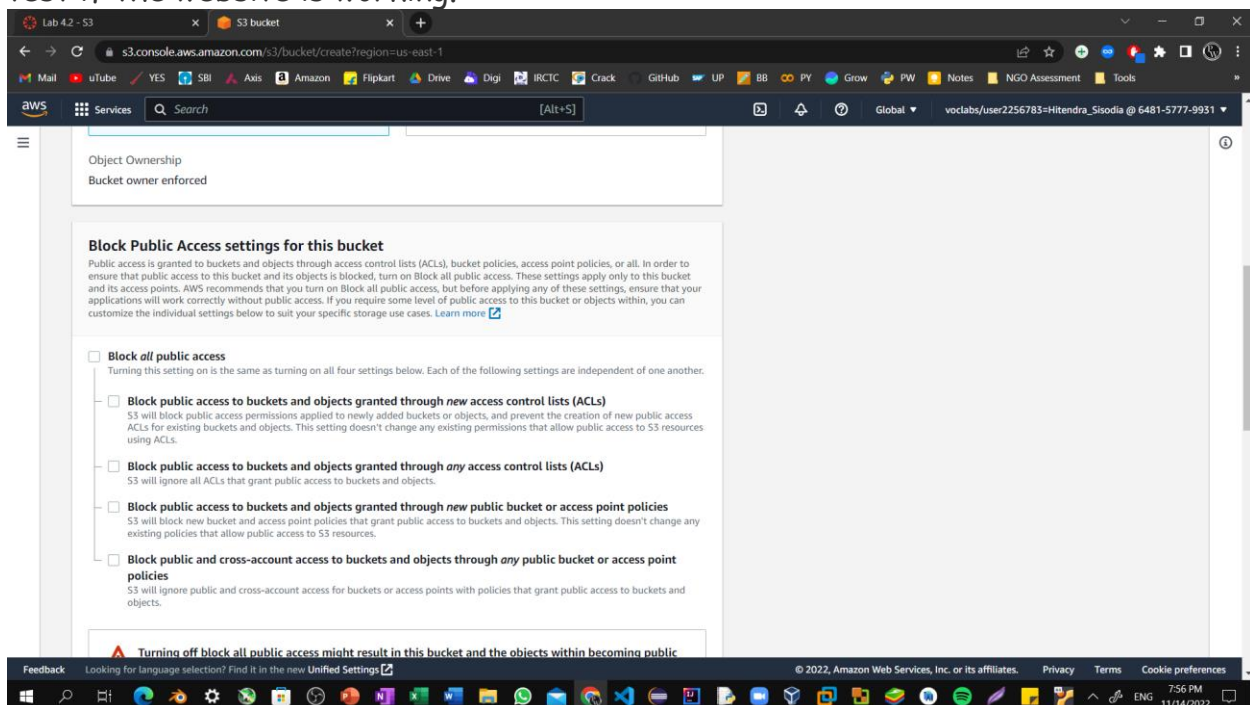 Test 1: The website is working.
Lab 4.2 - S3
S3 bucket
s3.console.aws.amazon.com/s3/bucket/create?region=us-east-1
Mail uTube YES SBI Axis Amazon Flipkart Drive Digi IRCTC Crack GitHub UP BB PY Grow PW Notes NGO Assessment Tools »
aws Services Search [Alt+S] Global voclabs/user2256783=Hitendra_Sisodia @ 6481-5777-9931
Object Ownership
Bucket owner enforced
Block Public Access settings for this bucket
Public access is granted to buckets and objects through access control lists (ACLs), bucket policies, access point policies, or all. In order to
ensure that public access to this bucket and its objects is blocked, turn on Block all public access. These settings apply only to this bucket
and its access points. AWS recommends that you turn on Block all public access, but before applying any of these settings, ensure that your
applications will work correctly without public access. If you require some level of public access to this bucket or objects within, you can
customize the individual settings below to suit your specific storage use cases. Learn more
Block all public access
Turning this setting on is the same as turning on all four settings below. Each of the following settings are independent of one another.
Block public access to buckets and objects granted through new access control lists (ACLs)
S3 will block public access permissions applied to newly added buckets or objects, and prevent the creation of new public access
ACLs for existing buckets and objects. This setting doesn't change any existing permissions that allow public access to S3 resources
using ACLs.
Block public access to buckets and objects granted through any access control lists (ACLs)
S3 will ignore all ACLs that grant public access to buckets and objects.
Block public access to buckets and objects granted through new public bucket or access point policies
S3 will block new bucket and access point policies that grant public access to buckets and objects. This setting doesn't change any
existing policies that allow public access to S3 resources.
Block public and cross-account access to buckets and objects through any public bucket or access point
policies
S3 will ignore public and cross-account access for buckets or access points with policies that grant public access to buckets and
objects.
Turning off block all public access might result in this bucket and the objects within becoming public
Feedback Looking for language selection? Find it in the new Unified Settings © 2022, Amazon Web Services, Inc. or its affiliates. Privacy Terms Cookie preferences
ENG 7:56 PM
11/14/2022